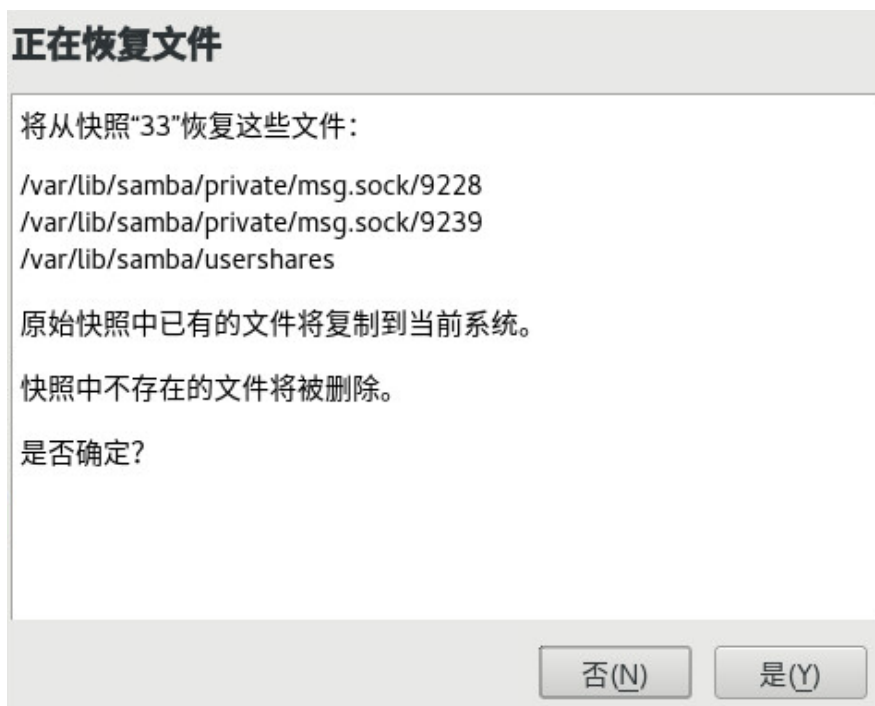 正在恢复文件
将从快照“33”恢复这些文件：
/var/lib/samba/private/msg.sock/9228
/var/lib/samba/private/msg.sock/9239
/var/lib/samba/usershares
原始快照中已有的文件将复制到当前系统。
快照中不存在的文件将被删除。
是否确定?
否(N) 是(Y)